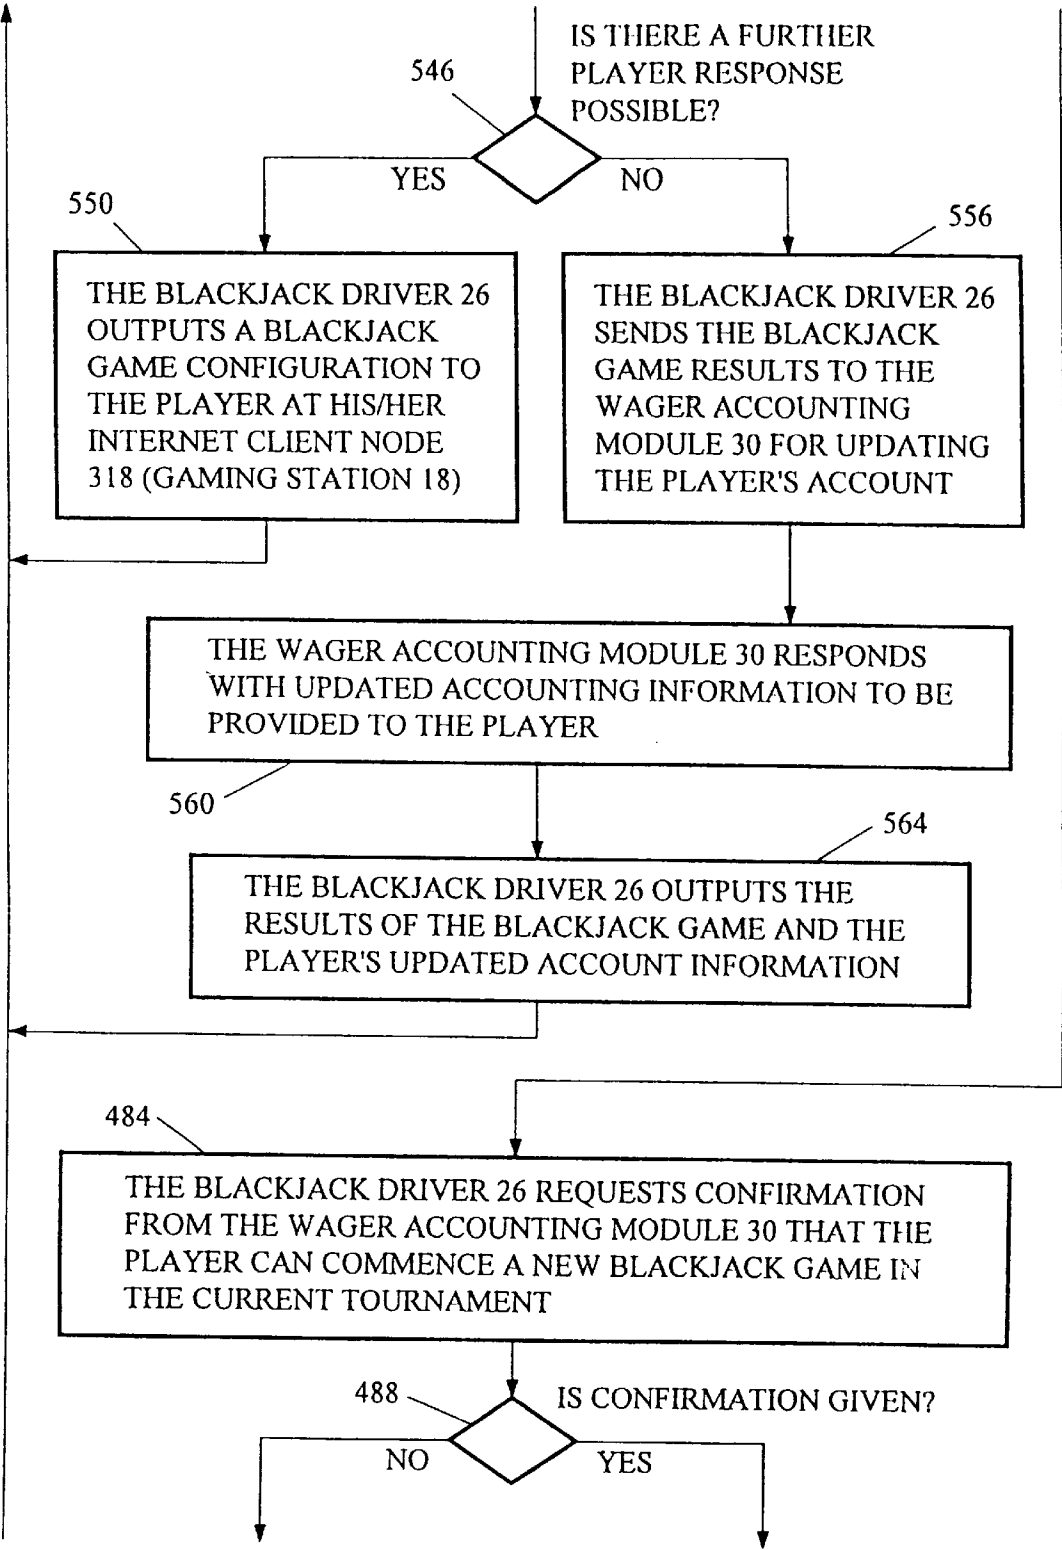 IS THERE A FURTHER
PLAYER RESPONSE
POSSIBLE?
546
YES
NO
550
556
THE BLACKJACK DRIVER 26
OUTPUTS A BLACKJACK
GAME CONFIGURATION TO
THE PLAYER AT HIS/HER
INTERNET CLIENT NODE
318 (GAMING STATION 18)
THE BLACKJACK DRIVER 26
SENDS THE BLACKJACK
GAME RESULTS TO THE
WAGER ACCOUNTING
MODULE 30 FOR UPDATING
THE PLAYER'S ACCOUNT
THE WAGER ACCOUNTING MODULE 30 RESPONDS
WITH UPDATED ACCOUNTING INFORMATION TO BE
PROVIDED TO THE PLAYER
560
564
THE BLACKJACK DRIVER 26 OUTPUTS THE
RESULTS OF THE BLACKJACK GAME AND THE
PLAYER'S UPDATED ACCOUNT INFORMATION
484
THE BLACKJACK DRIVER 26 REQUESTS CONFIRMATION
FROM THE WAGER ACCOUNTING MODULE 30 THAT THE
PLAYER CAN COMMENCE A NEW BLACKJACK GAME IN
THE CURRENT TOURNAMENT
488
IS CONFIRMATION GIVEN?
NO
YES